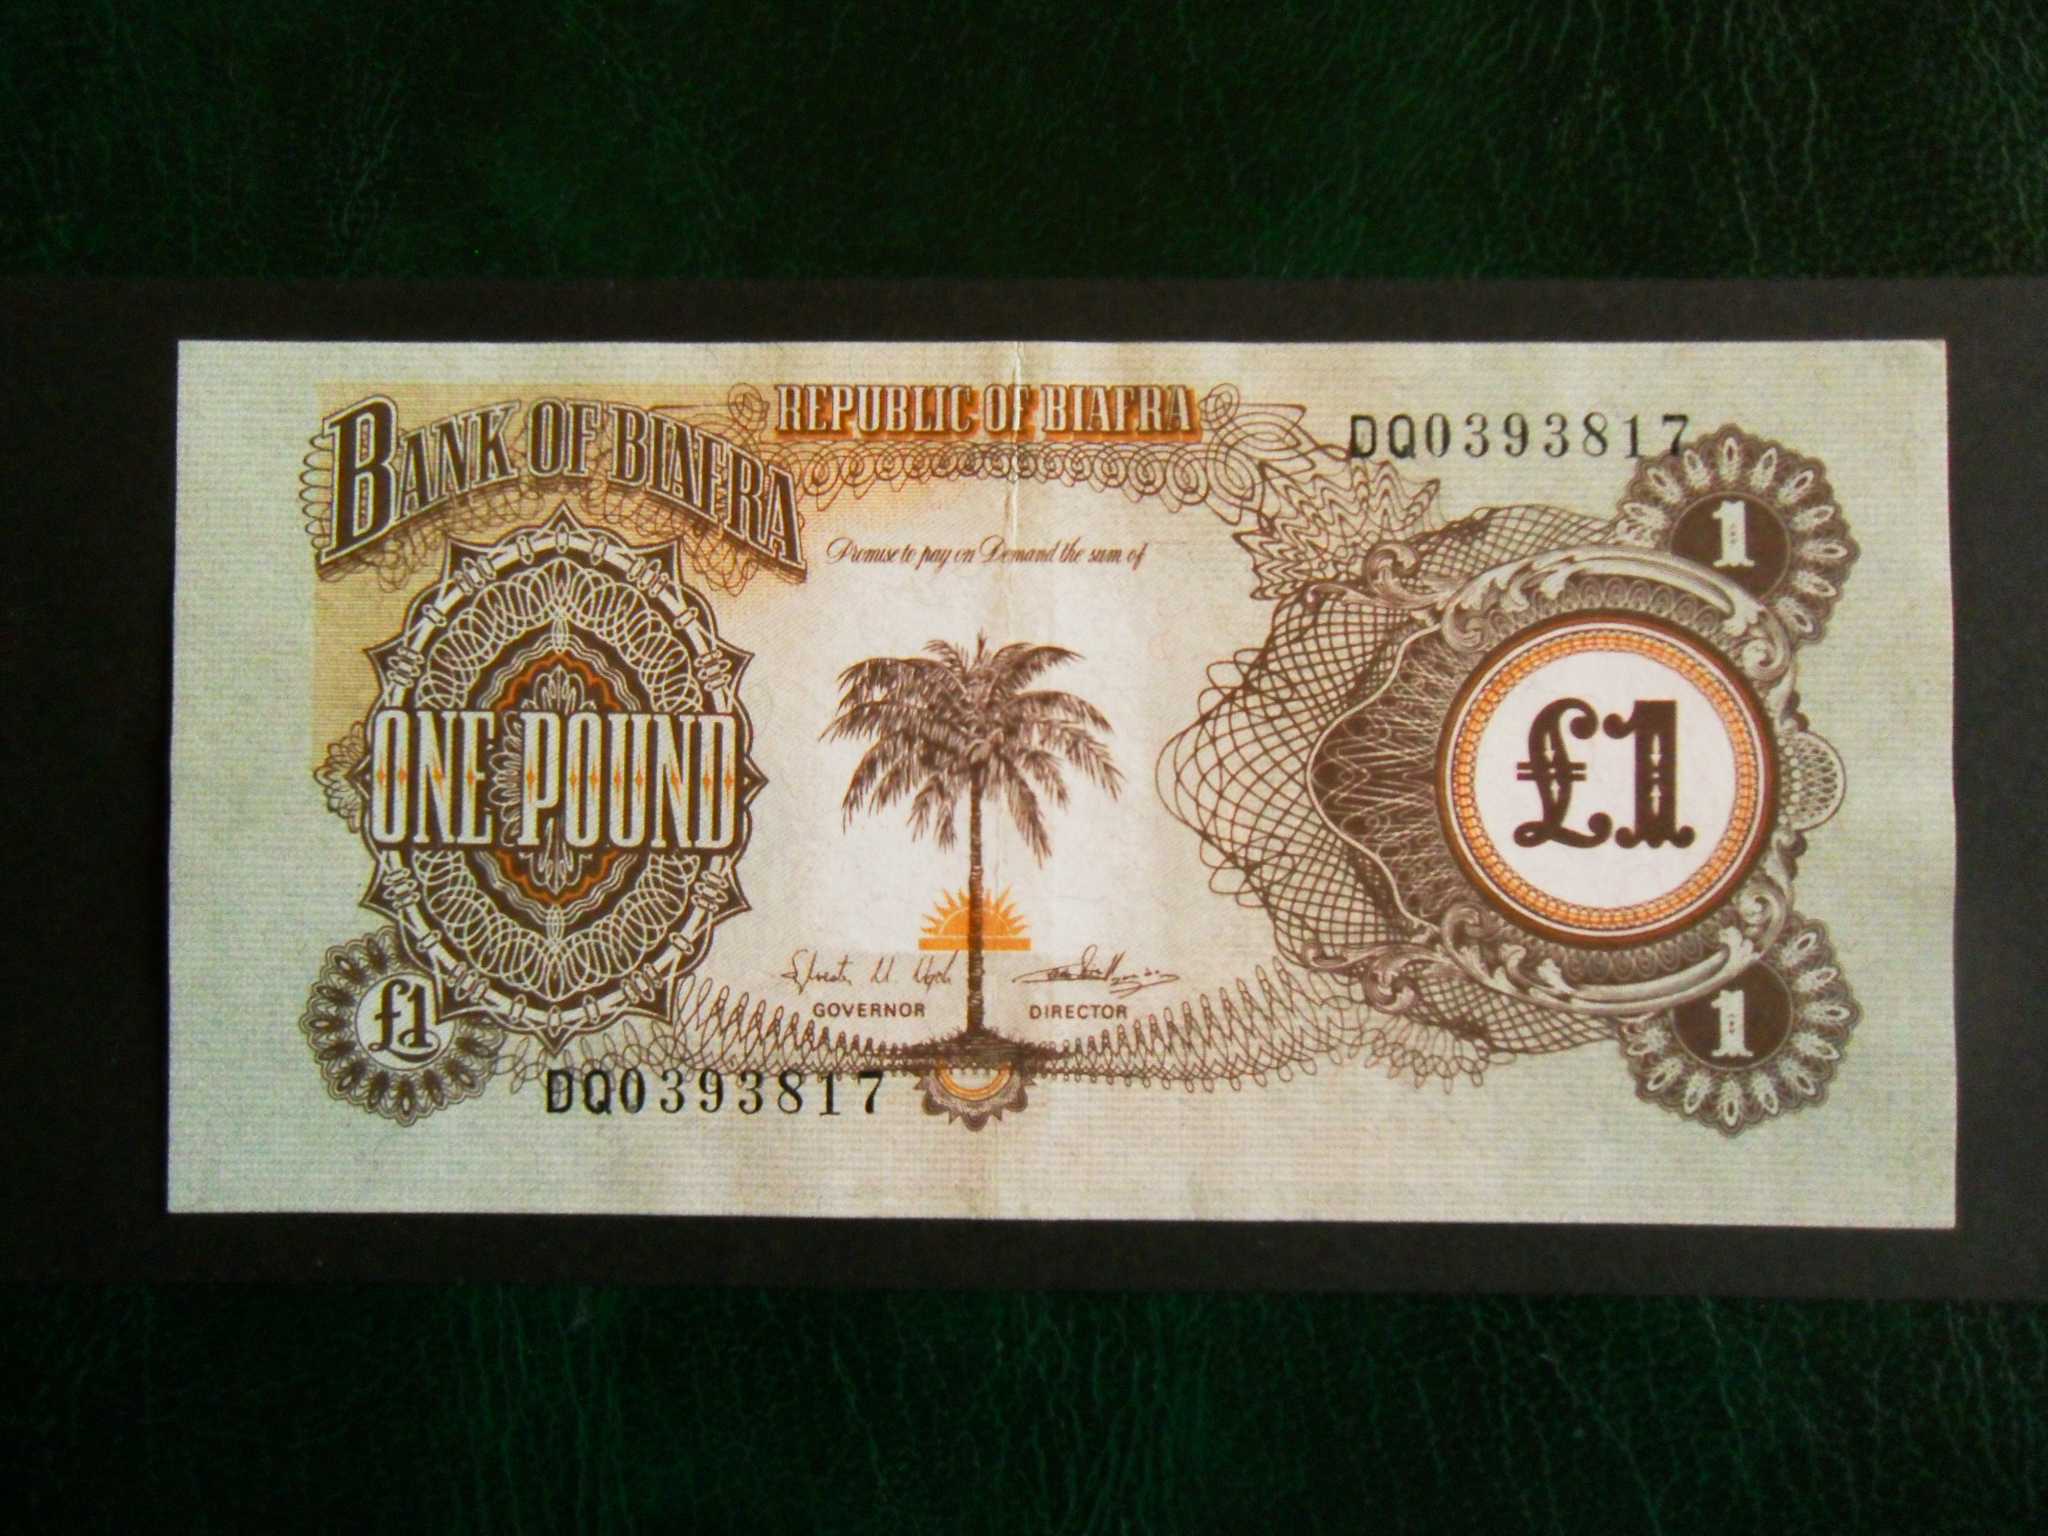 BANK OF BIAFRA
REPUBLIC OF BIAFRA
DQ0393817
1
Promise to pay on Demand the sum of
ONE POUND
£1
GOVERNOR
DIRECTOR
£1
1
DQ0393817